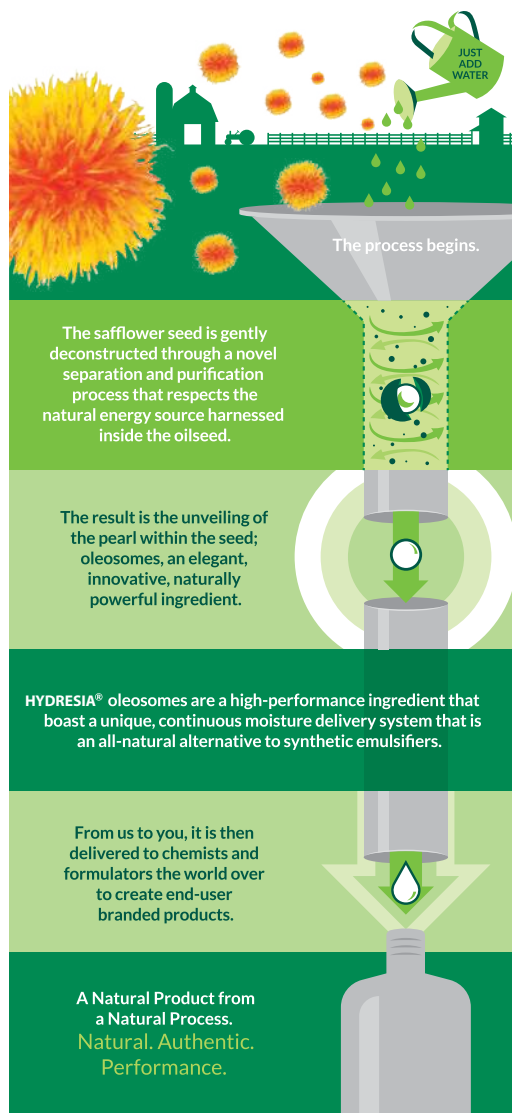 JUST
ADD
WATER
The process begins.
The safflower seed is gently
deconstructed through a novel
separation and purification
process that respects the
natural energy source harnessed
inside the oilseed.
The result is the unveiling of
the pearl within the seed;
oleosomes, an elegant,
innovative, naturally
powerful ingredient.
HYDRESIA® oleosomes are a high-performance ingredient that
boast a unique, continuous moisture delivery system that is
an all-natural alternative to synthetic emulsifiers.
From us to you, it is then
delivered to chemists and
formulators the world over
to create end-user
branded products.
A Natural Product from
a Natural Process.
Natural. Authentic.
Performance.